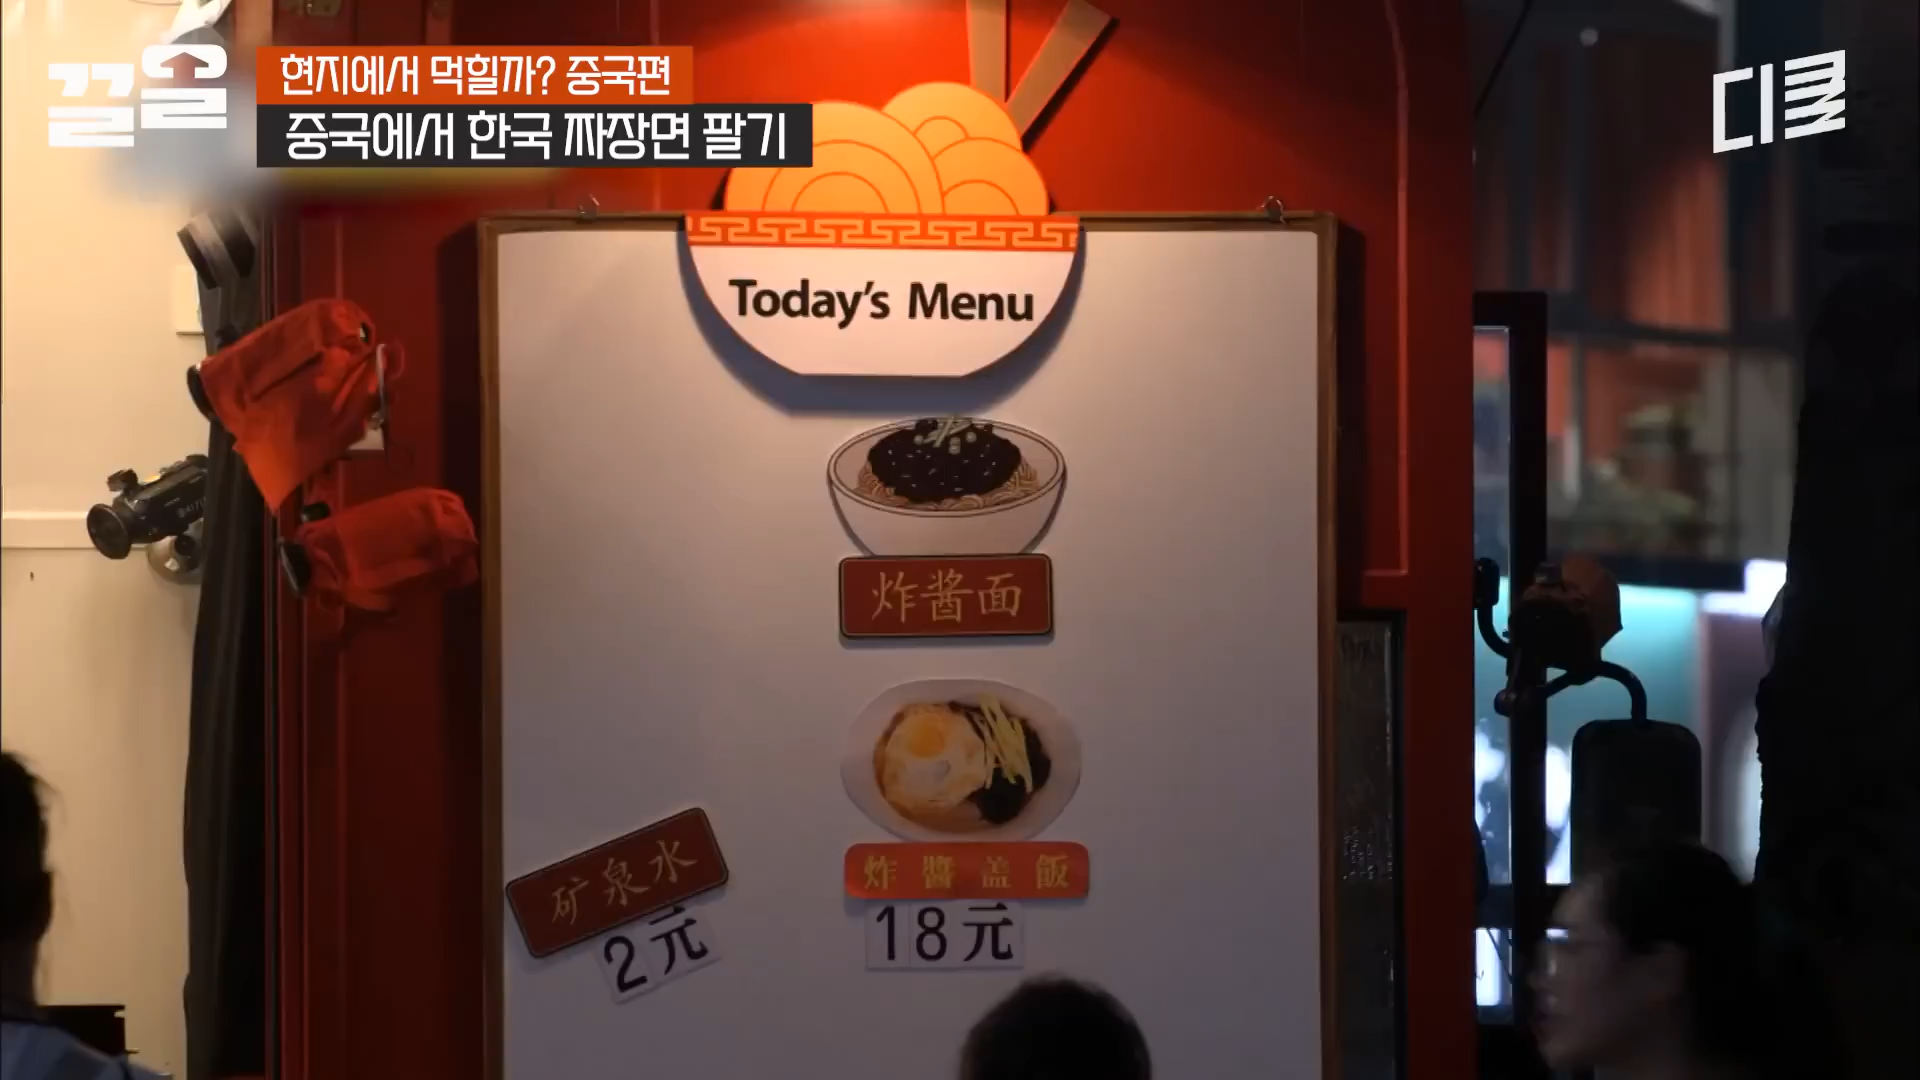 끌올
현지에서 먹힐까? 중국편
중국에서 한국 짜장면 팔기
디글
Today's Menu
炸酱面
炸醬盖飯
18元
矿泉水
2元